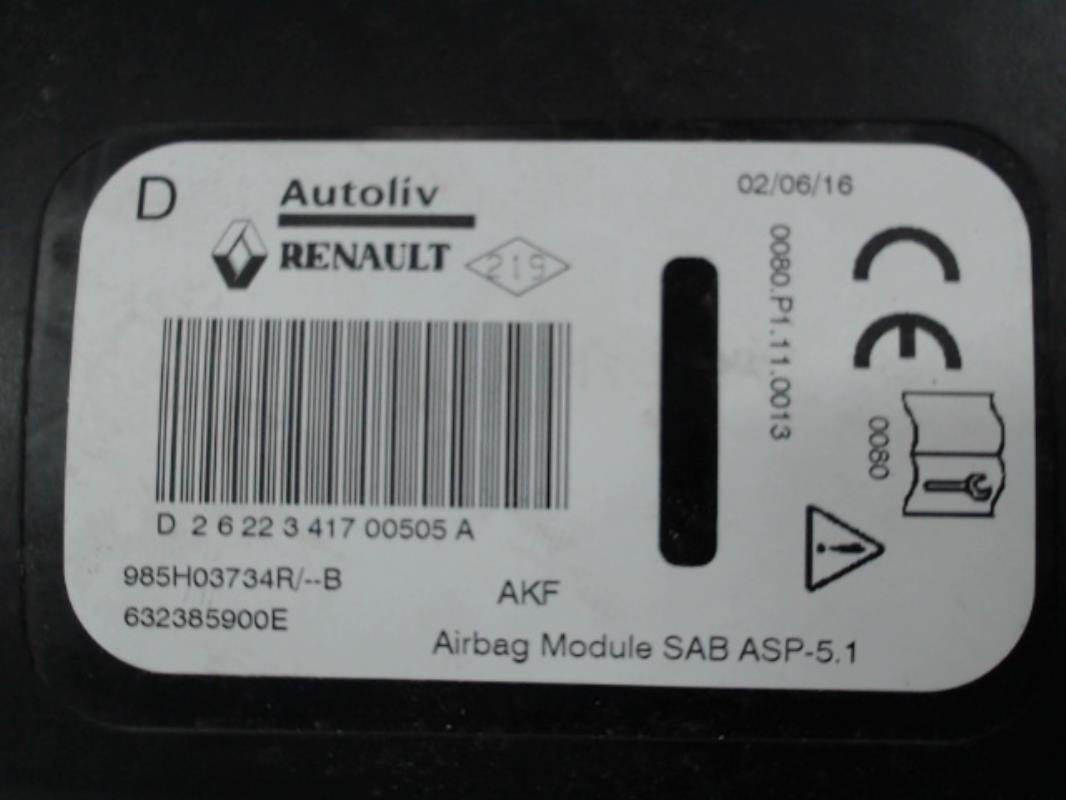 D
Autoliv
RENAULT 219
02/06/16
0080.P1.11.0013
CE
0080
D 2 6 22 3 417 00505 A
985H03734R/--B
632385900E
AKF
Airbag Module SAB ASP-5.1